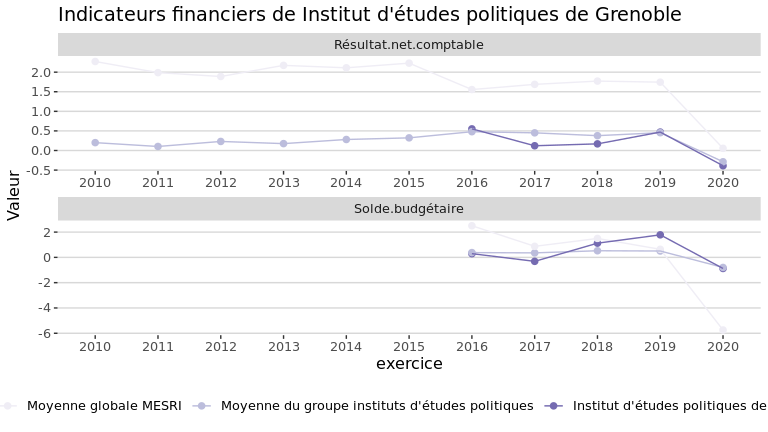 Indicateurs financiers de Institut d'études politiques de Grenoble
Résultat.net.comptable
2.0
1.5
1.0
0.5
0.0
-0.5
2010 2011 2012 2013 2014 2015 2016 2017 2018 2019 2020
Valeur
Solde.budgétaire
2
0
-2
-4
-6
2010 2011 2012 2013 2014 2015 2016 2017 2018 2019 2020
exercice
Moyenne globale MESRI Moyenne du groupe instituts d'études politiques Institut d'études politiques de